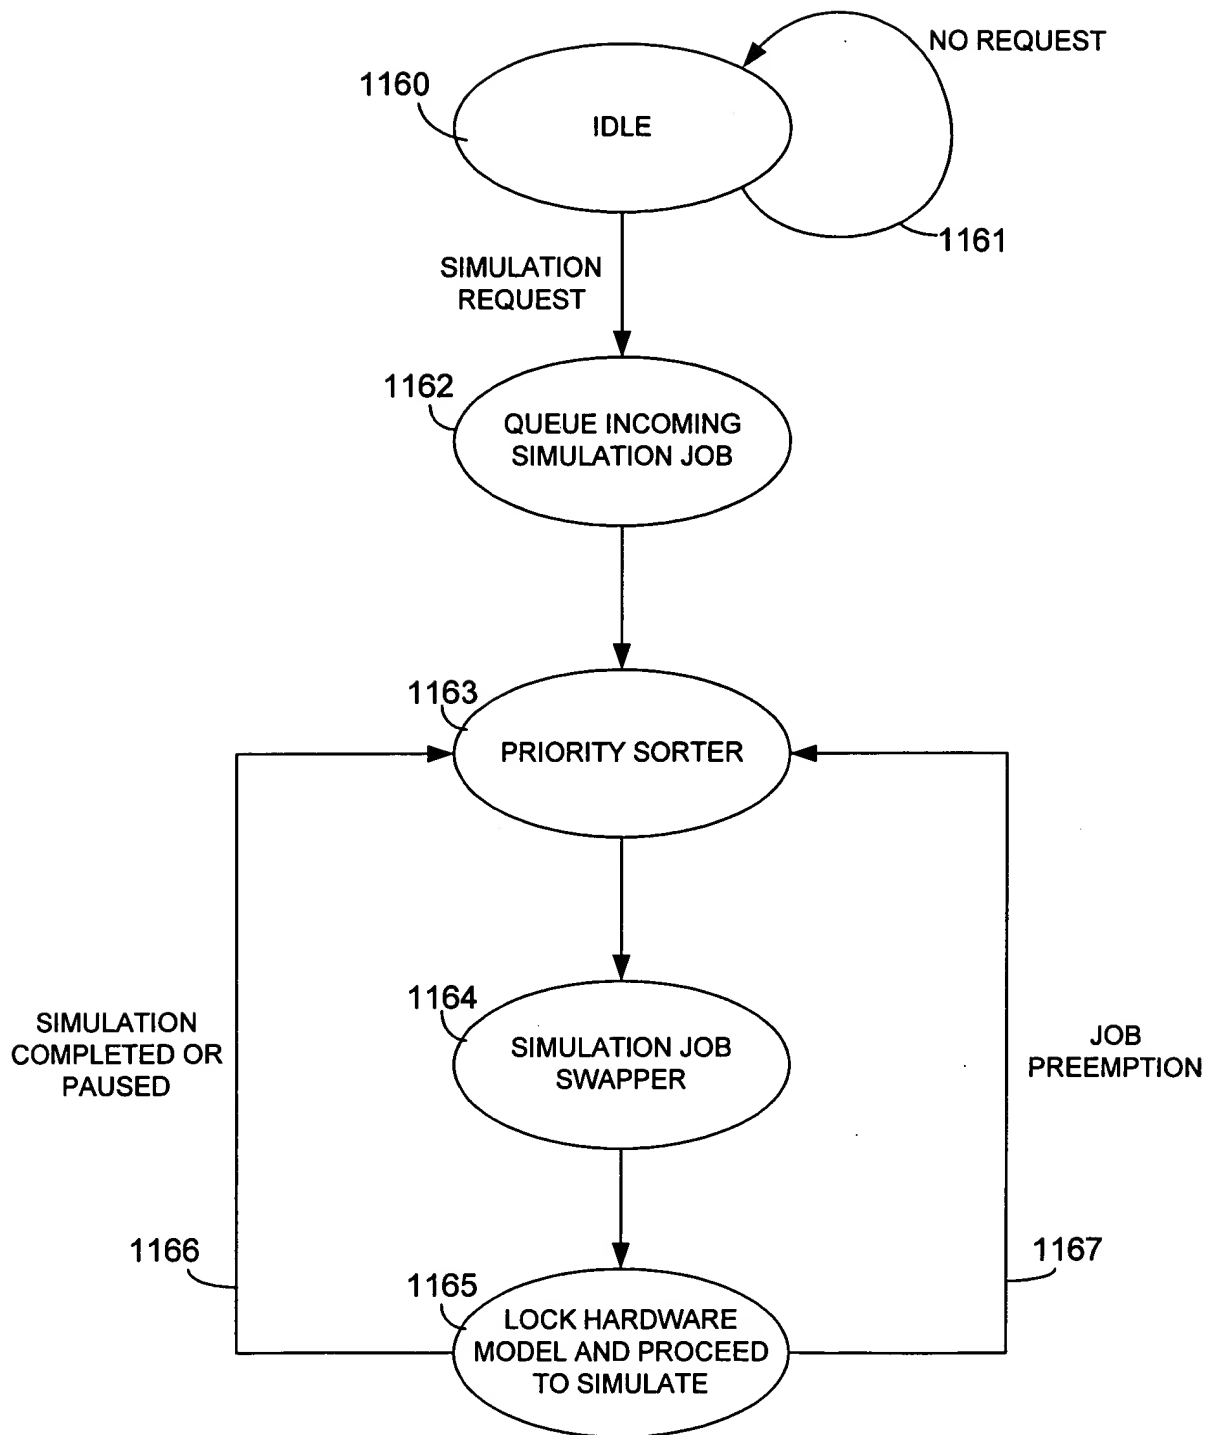 NO REQUEST
1160
IDLE
1161
SIMULATION
REQUEST
1162
QUEUE INCOMING
SIMULATION JOB
1163
PRIORITY SORTER
1164
SIMULATION JOB
SWAPPER
SIMULATION
COMPLETED OR
PAUSED
JOB
PREEMPTION
1166
1167
1165
LOCK HARDWARE
MODEL AND PROCEED
TO SIMULATE